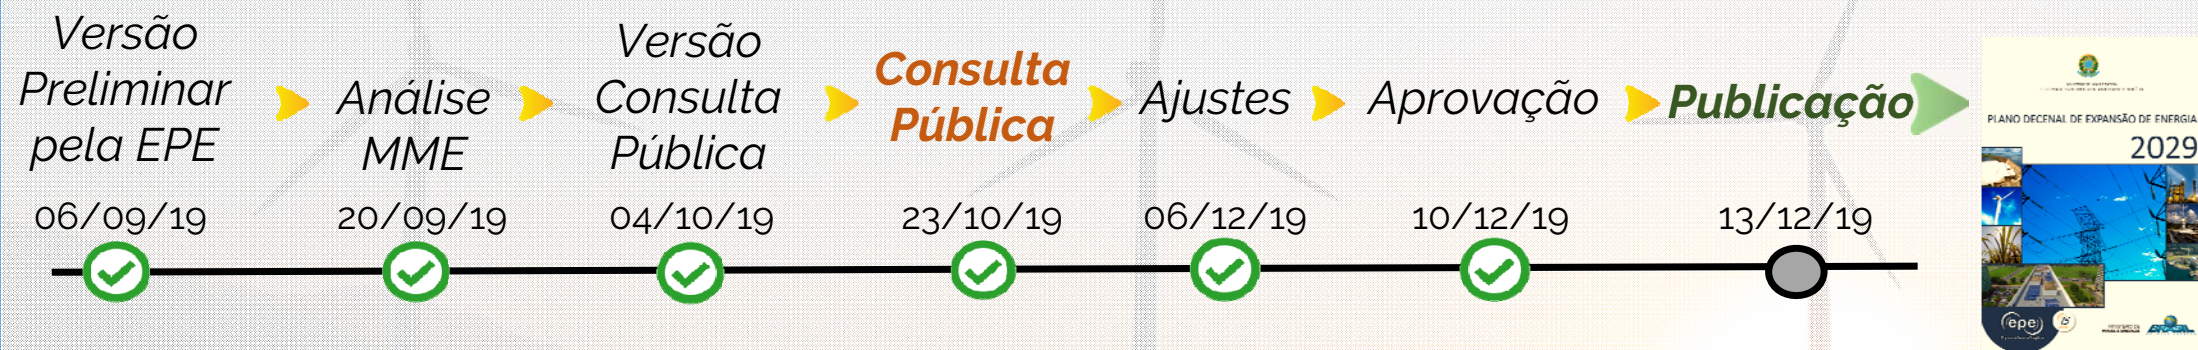 Versão
Preliminar
pela EPE
Análise
MME
Versão
Consulta
Pública
Consulta
Pública
Ajustes
Aprovação
Publicação
06/09/19
20/09/19
04/10/19
23/10/19
06/12/19
10/12/19
13/12/19
PLANO DECENAL DE EXPANSÃO DE ENERGIA
2029
epe
15
BRASIL